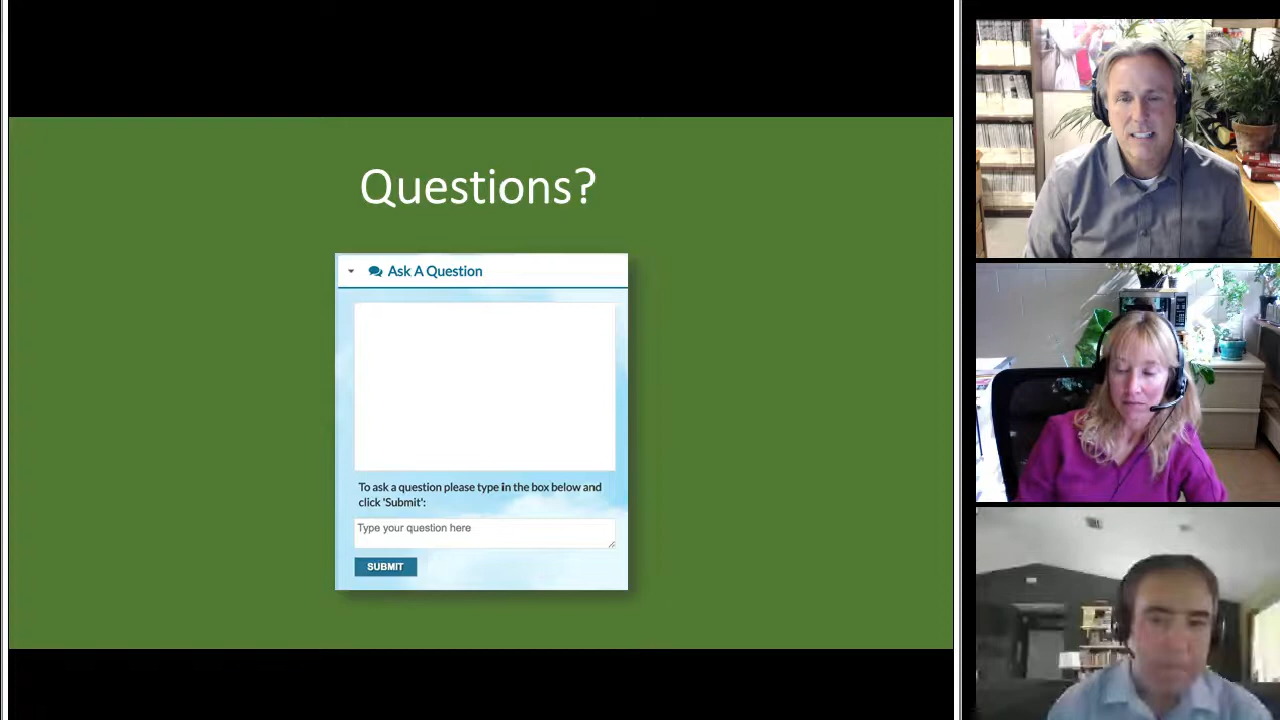 Questions?
Ask A Question
To ask a question please type in the box below and
click 'Submit':
Type your question here
SUBMIT